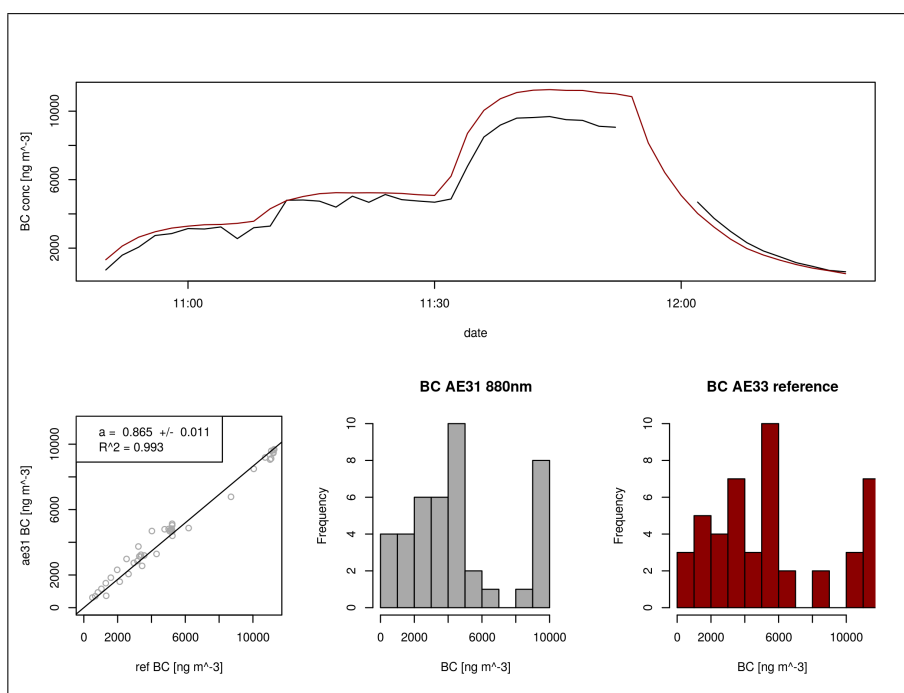 BC conc [ng m^-3]
10000
6000
2000
11:00
11:30
12:00
date
a = 0.865 +/- 0.011
R^2 = 0.993
ae31 BC [ng m^-3]
10000
6000
2000
0
0
2000
6000
10000
ref BC [ng m^-3]
BC AE31 880nm
Frequency
10
8
6
4
2
0
0
2000
6000
10000
BC [ng m^-3]
BC AE33 reference
Frequency
10
8
6
4
2
0
0
2000
6000
10000
BC [ng m^-3]